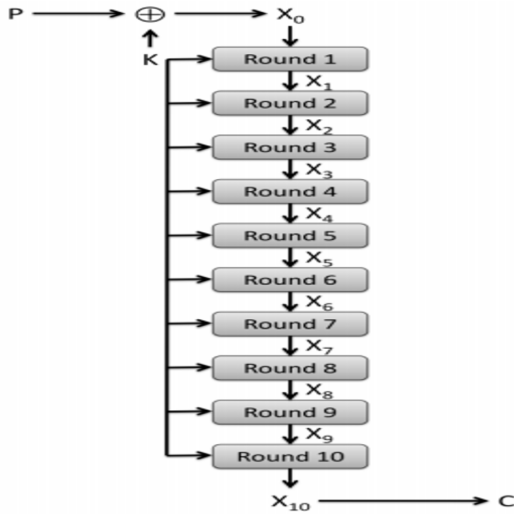 P ⊕ X₀
K Round 1
X₁
Round 2
X₂
Round 3
X₃
Round 4
X₄
Round 5
X₅
Round 6
X₆
Round 7
X₇
Round 8
X₈
Round 9
X₉
Round 10
X₁₀ C